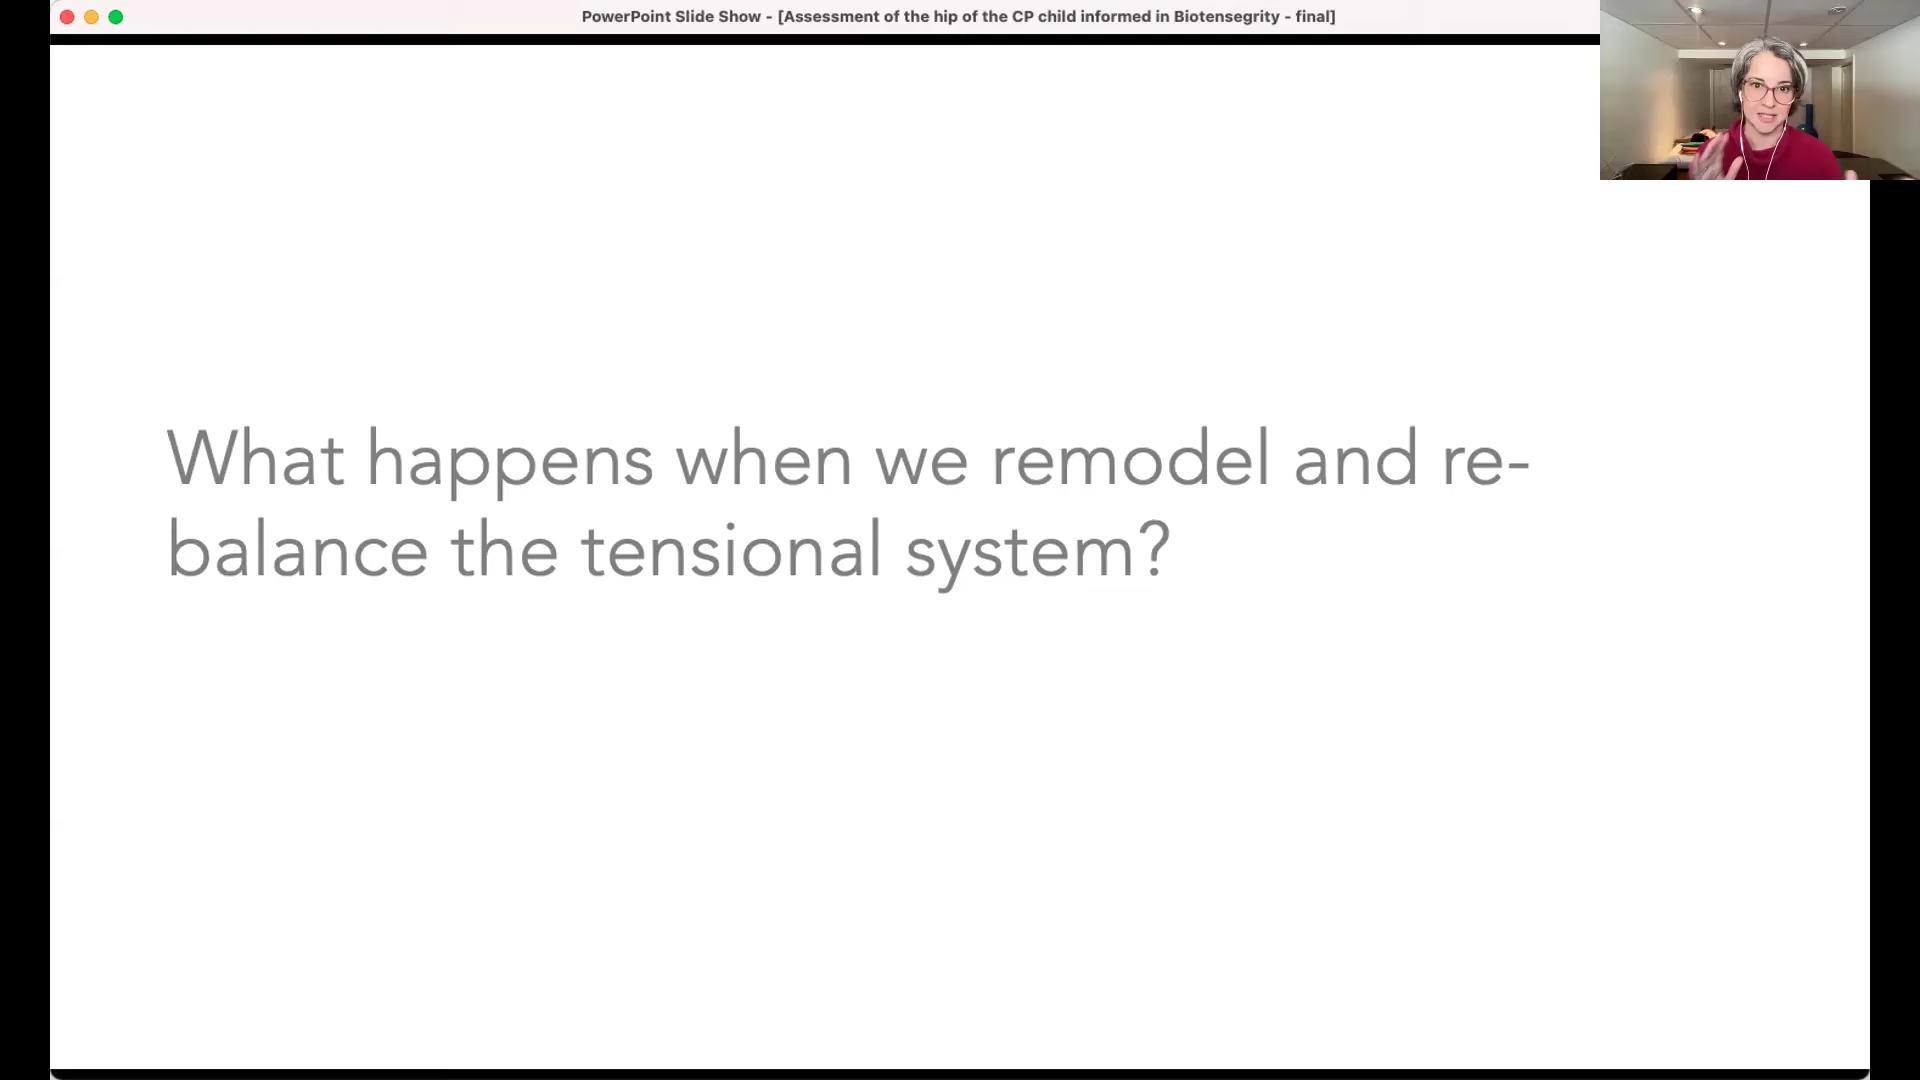 PowerPoint Slide Show - [Assessment of the hip of the CP child informed in Biotensegrity - final]
What happens when we remodel and re-
balance the tensional system?